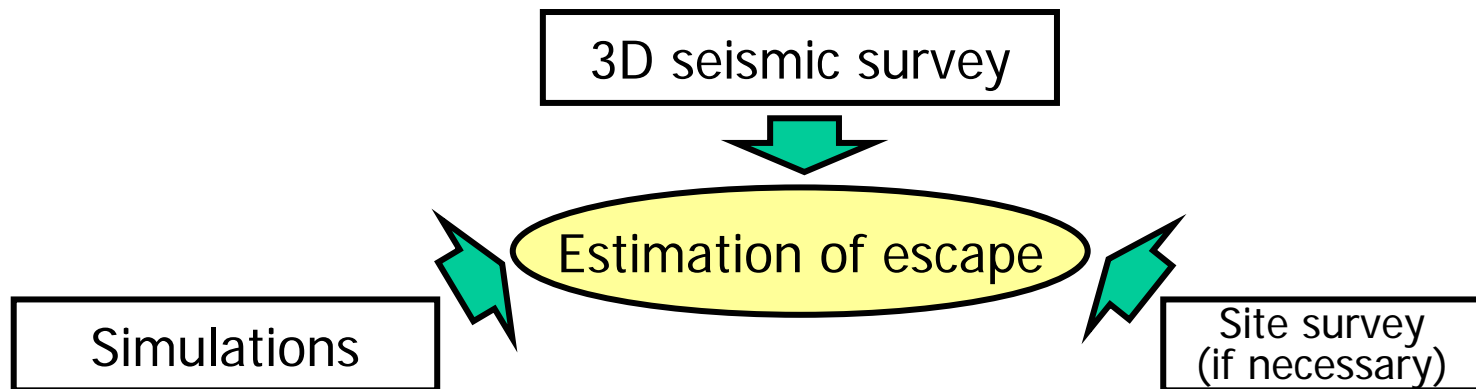 3D seismic survey
Estimation of escape
Simulations
Site survey
(if necessary)